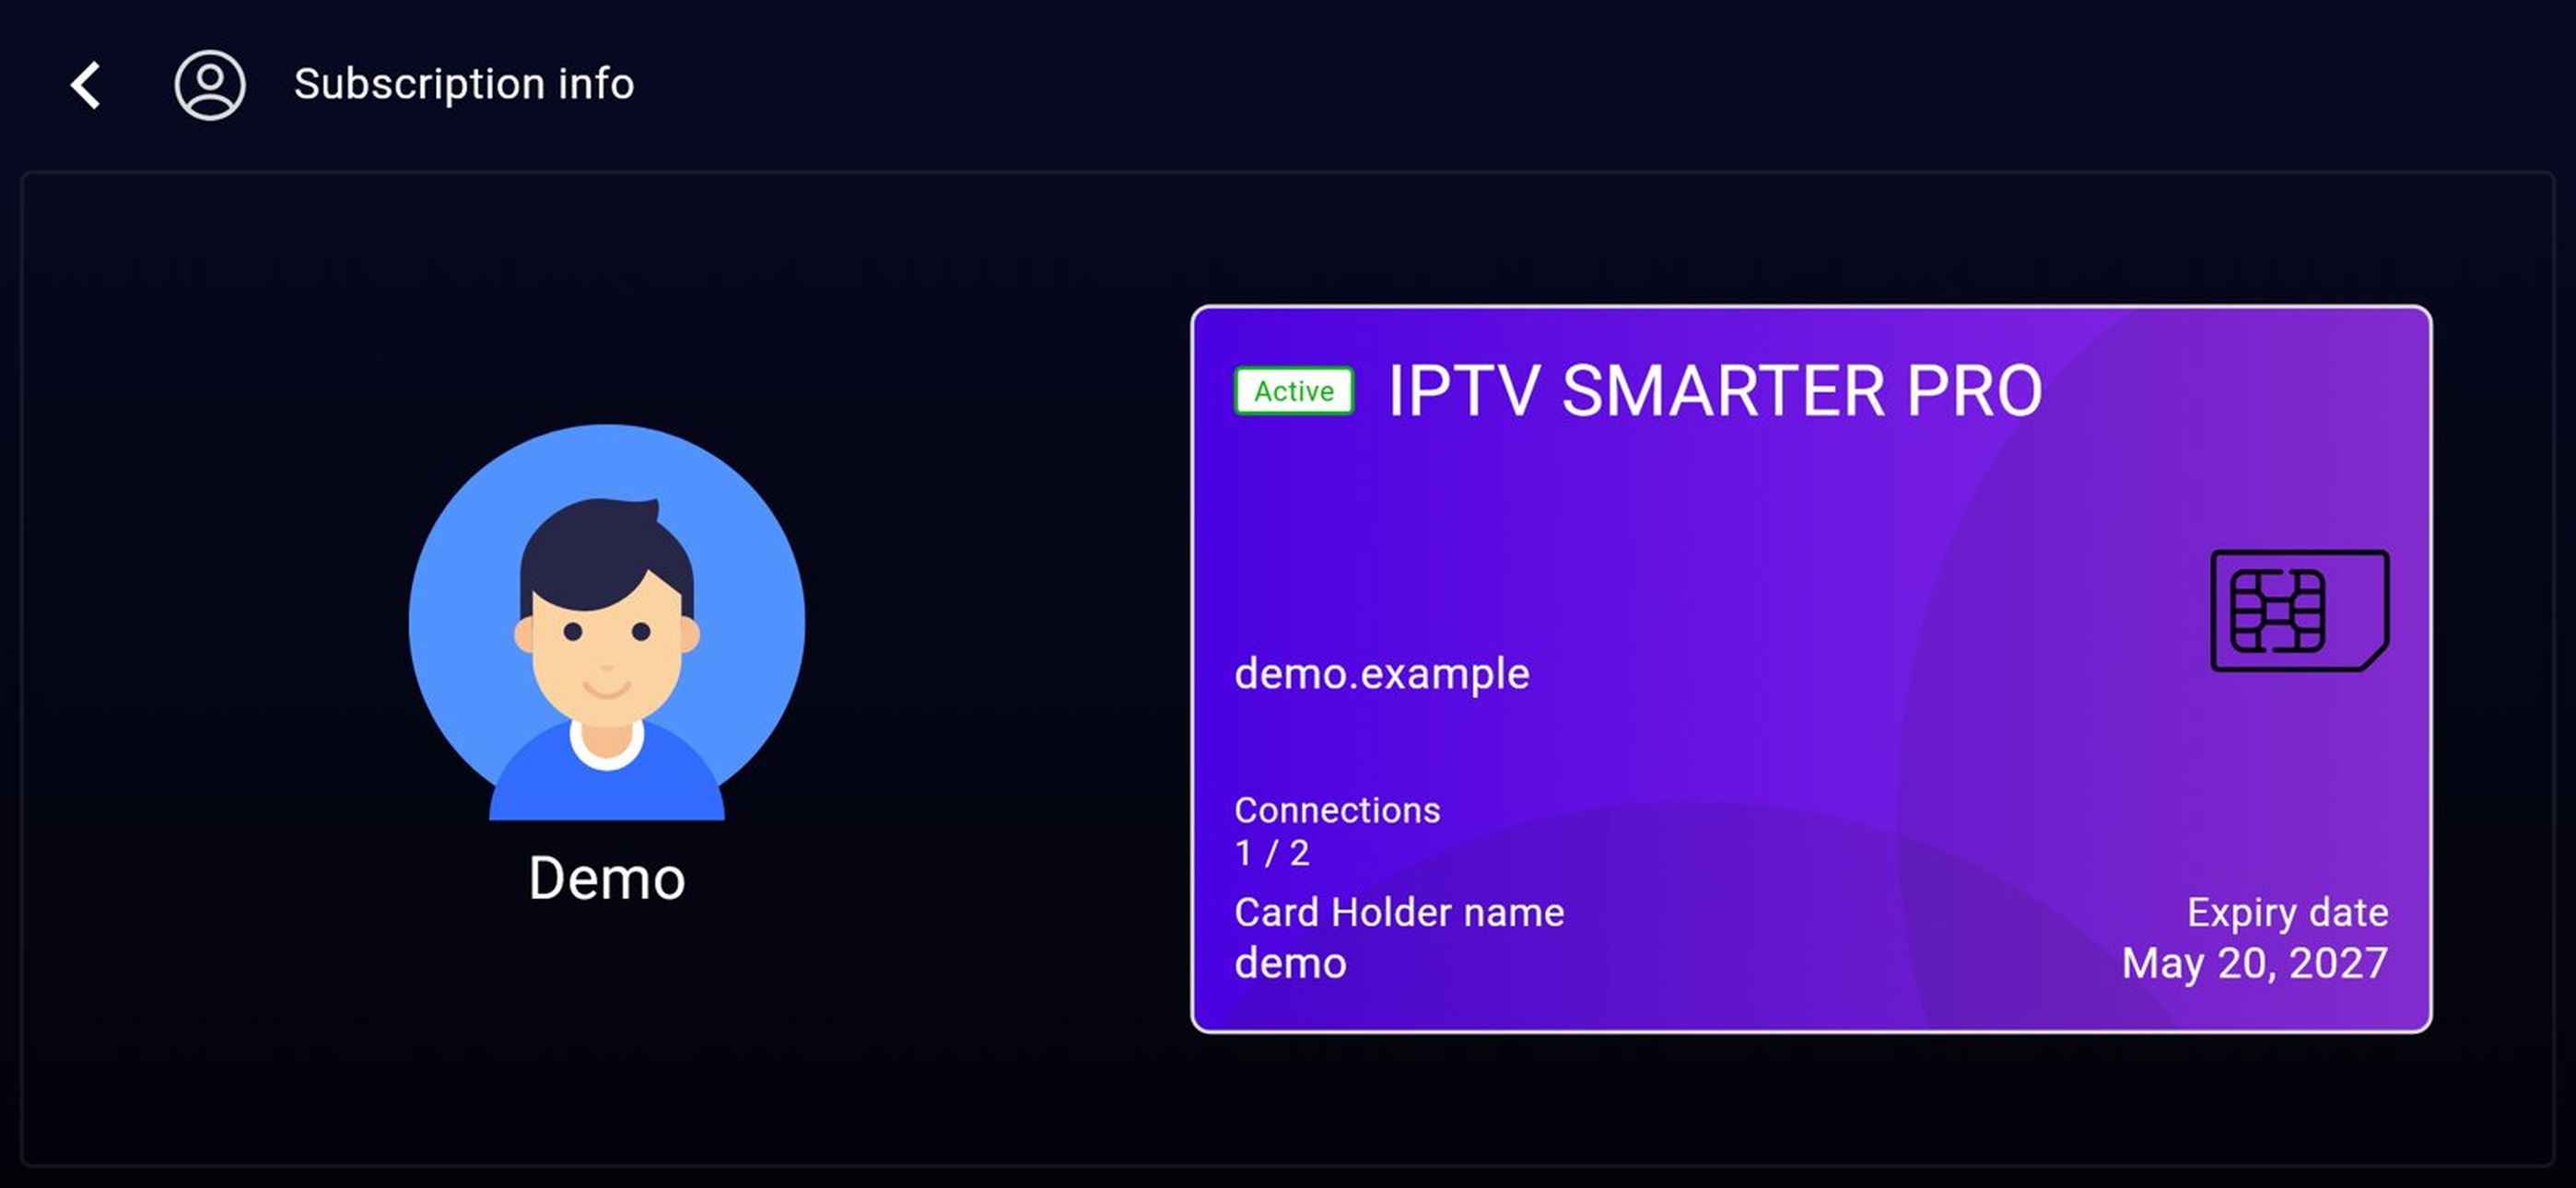 Subscription info
Active IPTV SMARTER PRO
demo.example
Connections
1 / 2
Card Holder name
demo
Expiry date
May 20, 2027
Demo